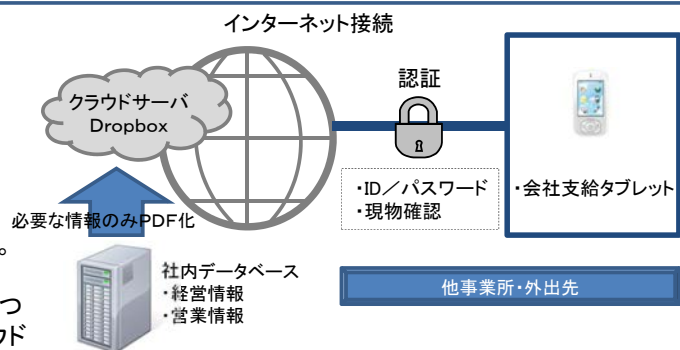 インターネット接続
クラウドサーバ
Dropbox
認証
・ID／パスワード
・現物確認
・会社支給タブレット
必要な情報のみPDF化
。
社内データベース
・経営情報
・営業情報
他事業所・外出先
つ
ウド